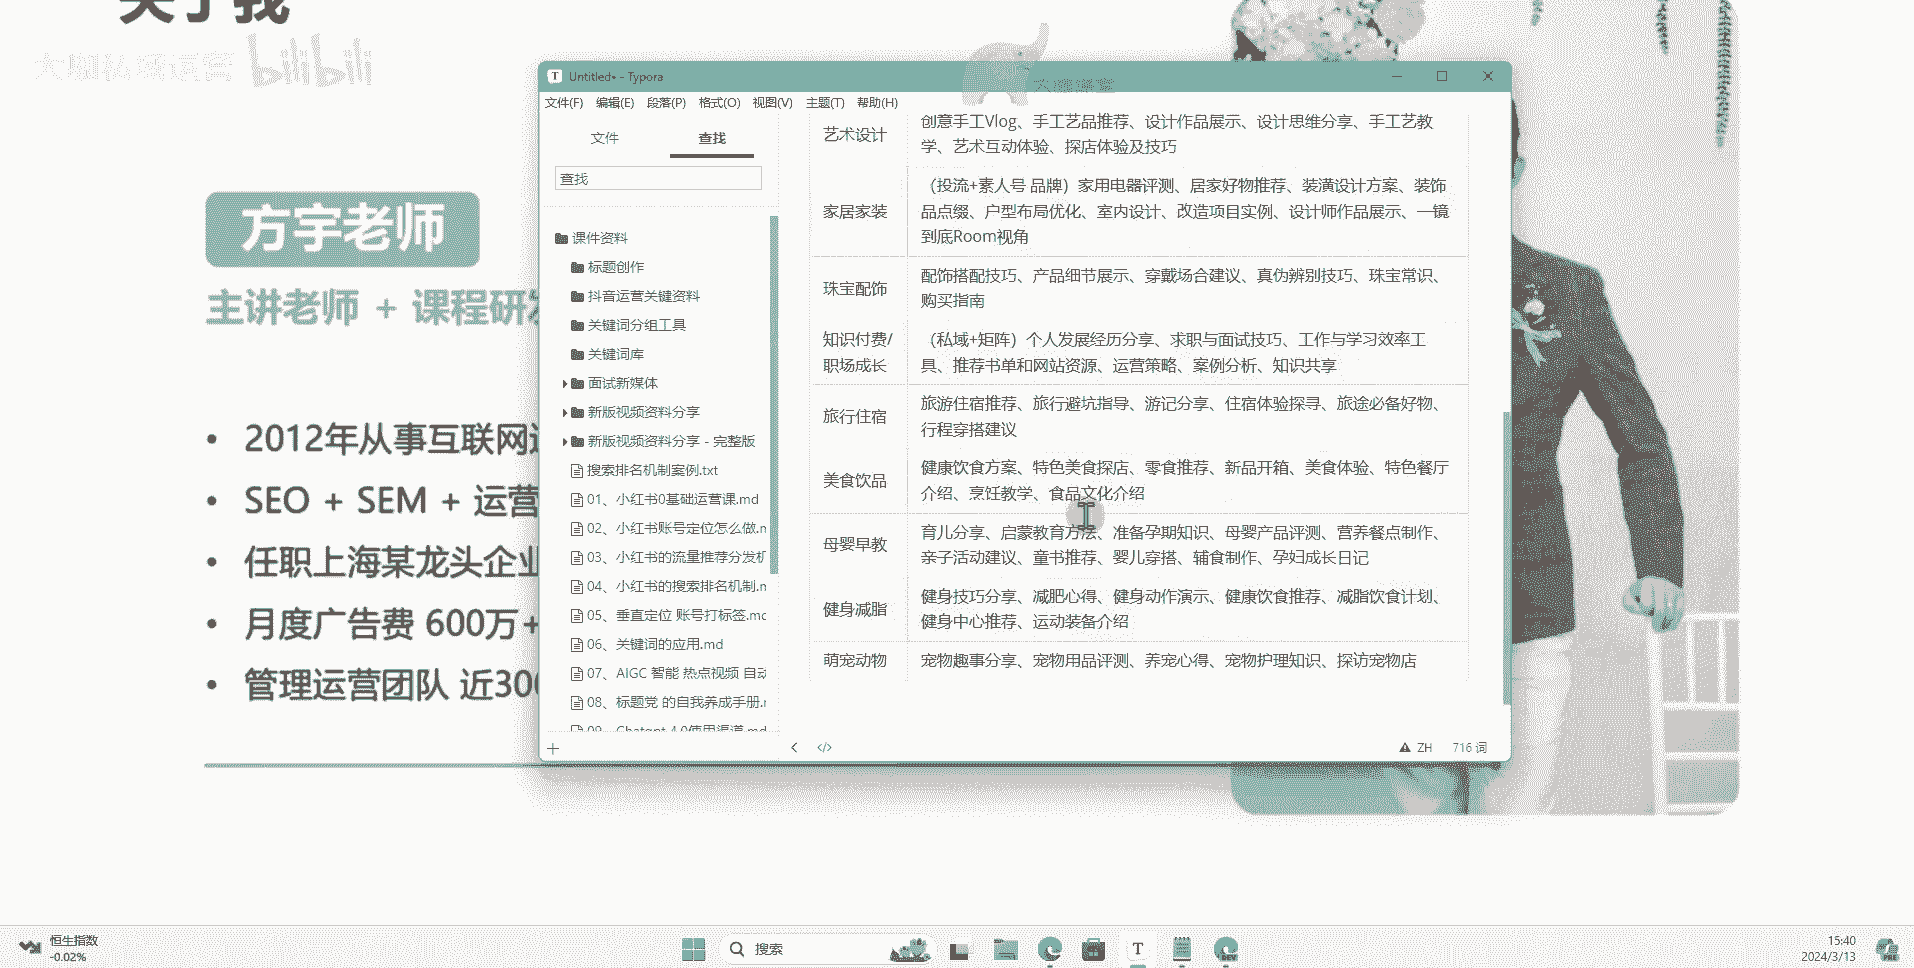 关于我
大咖私域运营 bilibili
方宇老师
主讲老师 + 课程研发
• 2012年从事互联网运
• SEO + SEM + 运营
• 任职上海某龙头企业
• 月度广告费 600万+
• 管理运营团队 近300
Untitled• - Typora
文件(F) 编辑(E) 段落(P) 格式(O) 视图(V) 主题(T) 帮助(H)
文件 查找
查找
课件资料
标题创作
抖音运营关键资料
关键词分组工具
关键词库
面试新媒体
新版视频资料分享
新版视频资料分享 - 完整版
搜索排名机制案例.txt
01、小红书0基础运营课.md
02、小红书账号定位怎么做.m
03、小红书的流量推荐分发机
04、小红书的搜索排名机制.m
05、垂直定位 账号打标签.mc
06、关键词的应用.md
07、AIGC 智能 热点视频 自动
08、标题党 的自我养成手册.r
09、Chatgpt 4.0使用渠道.md
艺术设计
创意手工Vlog、手工艺品推荐、设计作品展示、设计思维分享、手工艺教
学、艺术互动体验、探店体验及技巧
家居家装
（投流+素人号 品牌）家用电器评测、居家好物推荐、装潢设计方案、装饰
品点缀、户型布局优化、室内设计、改造项目实例、设计师作品展示、一镜
到底Room视角
珠宝配饰
配饰搭配技巧、产品细节展示、穿戴场合建议、真伪辨别技巧、珠宝常识、
购买指南
知识付费/
职场成长
（私域+矩阵）个人发展经历分享、求职与面试技巧、工作与学习效率工
具、推荐书单和网站资源、运营策略、案例分析、知识共享
旅行住宿
旅游住宿推荐、旅行避坑指导、游记分享、住宿体验探寻、旅途必备好物、
行程穿搭建议
美食饮品
健康饮食方案、特色美食探店、零食推荐、新品开箱、美食体验、特色餐厅
介绍、烹饪教学、食品文化介绍
母婴早教
育儿分享、启蒙教育方法、准备孕期知识、母婴产品评测、营养餐点制作、
亲子活动建议、童书推荐、婴儿穿搭、辅食制作、孕妇成长日记
健身减脂
健身技巧分享、减肥心得、健身动作演示、健康饮食推荐、减脂饮食计划、
健身中心推荐、运动装备介绍
萌宠动物
宠物趣事分享、宠物用品评测、养宠心得、宠物护理知识、探访宠物店
</> ZH 716 词
恒生指数
-0.02%
搜索
15:40
2024/3/13